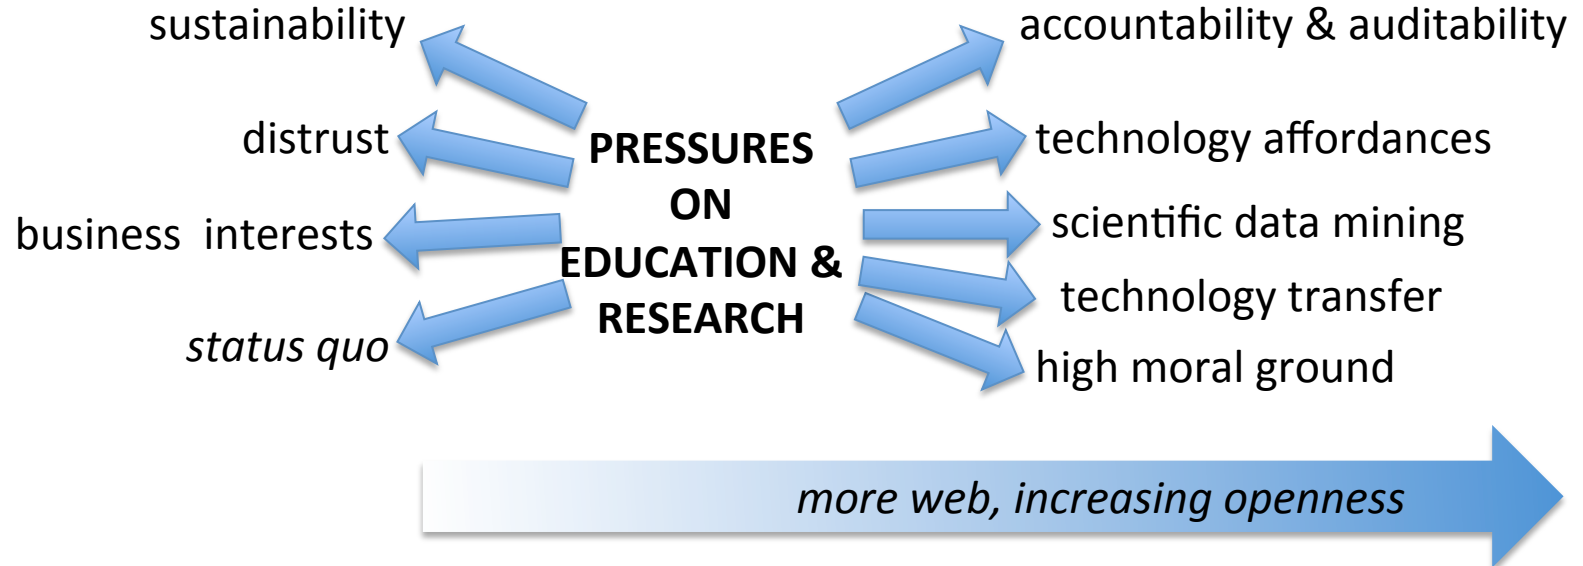 sustainability
distrust
business interests
status quo
PRESSURES
ON
EDUCATION &
RESEARCH
accountability & auditability
technology affordances
scientific data mining
technology transfer
high moral ground
more web, increasing openness